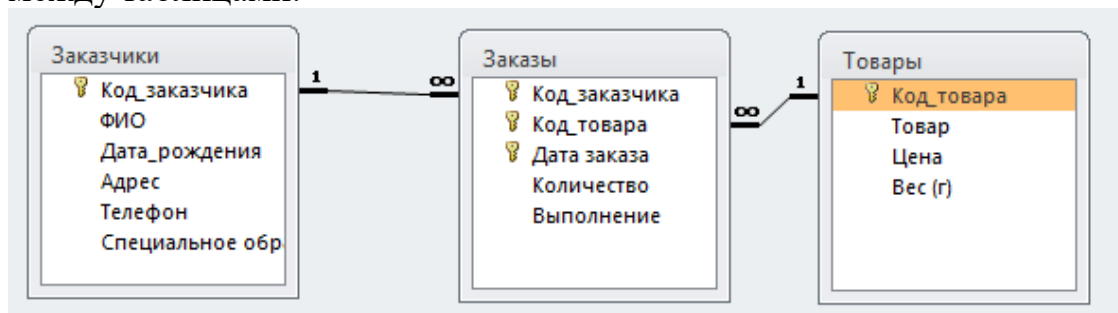 Заказчики
Код_заказчика
ФИО
Дата_рождения
Адрес
Телефон
Специальное обр
1
∞
Заказы
Код_заказчика
Код_товара
Дата заказа
Количество
Выполнение
∞
1
Товары
Код_товара
Товар
Цена
Вес (г)